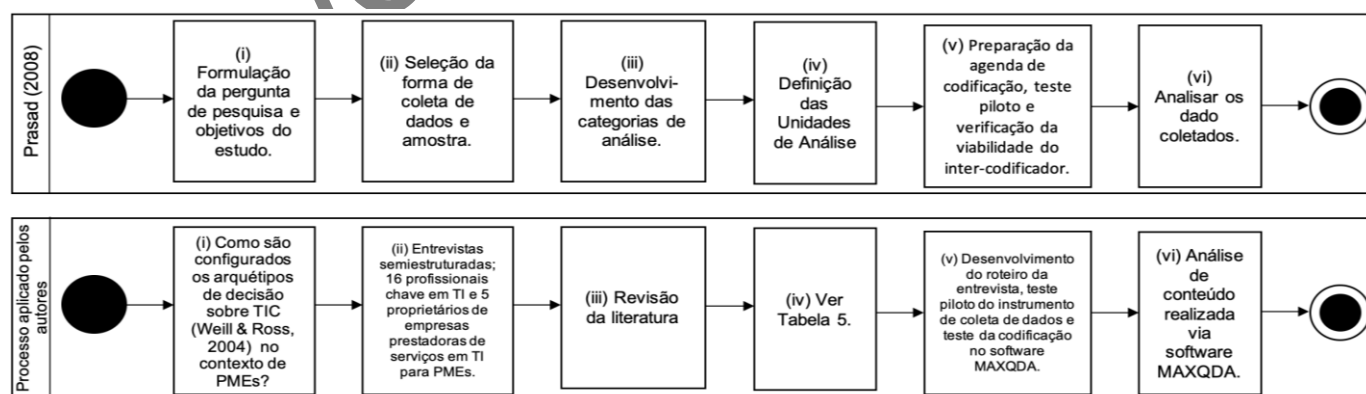 Prasad (2008)
(i)
Formulação
da pergunta
de pesquisa e
objetivos do
estudo.
(ii) Seleção da
forma de
coleta de
dados e
amostra.
(iii)
Desenvolvi-
mento das
categorias de
análise.
(iv)
Definição
das
Unidades
de Análise
(v) Preparação da
agenda de
codificação, teste
piloto e
verificação da
viabilidade do
inter-codificador.
(vi)
Analisar os
dado
coletados.
Processo aplicado pelos
autores
(i) Como são
configurados
os arquétipos
de decisão
sobre TIC
(Weill & Ross,
2004) no
contexto de
PMEs?
(ii) Entrevistas
semiestruturadas;
16 profissionais
chave em TI e 5
proprietários de
empresas
prestadoras de
serviços em TI
para PMEs.
(iii) Revisão
da literatura
(iv) Ver
Tabela 5.
(v) Desenvolvimento
do roteiro da
entrevista, teste
piloto do instrumento
de coleta de dados e
teste da codificação
no software
MAXQDA.
(vi) Análise
de
conteúdo
realizada
via
software
MAXQDA.